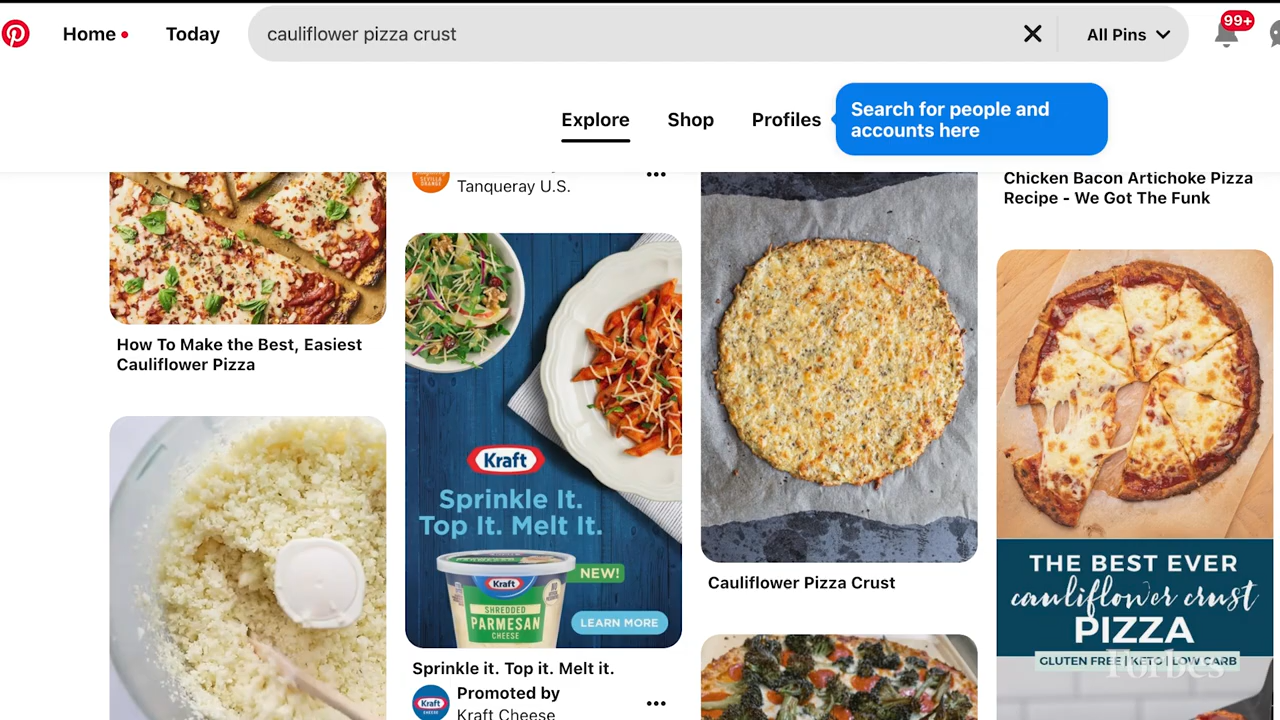 Home
Today
cauliflower pizza crust
All Pins
99+
Explore
Shop
Profiles
Search for people and
accounts here
Tanqueray U.S.
Chicken Bacon Artichoke Pizza
Recipe - We Got The Funk
How To Make the Best, Easiest
Cauliflower Pizza
Kraft
Sprinkle It.
Top It. Melt It.
NEW!
Kraft
SHREDDED
PARMESAN
CHEESE
LEARN MORE
Sprinkle it. Top it. Melt it.
Promoted by
Kraft Cheese
Kraft
Cauliflower Pizza Crust
THE BEST EVER
cauliflower crust
PIZZA
GLUTEN FREE | KETO | LOW CARB
Forbes